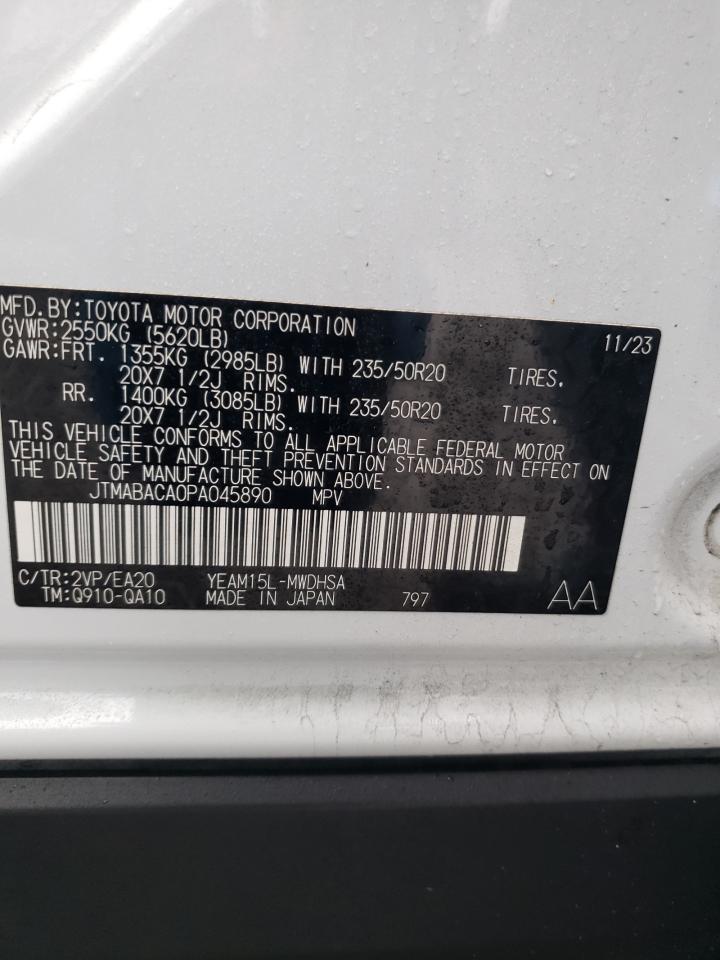 MFD.BY:TOYOTA MOTOR CORPORATION 11/23
GVWR:2550KG (5620LB)
GAWR:FRT. 1355KG (2985LB) WITH 235/50R20 TIRES.
20X7 1/2J RIMS.
RR. 1400KG (3085LB) WITH 235/50R20 TIRES.
20X7 1/2J RIMS.
THIS VEHICLE CONFORMS TO ALL APPLICABLE FEDERAL MOTOR
VEHICLE SAFETY AND THEFT PREVENTION STANDARDS IN EFFECT ON
THE DATE OF MANUFACTURE SHOWN ABOVE.
JTMABACA0PA045890 MPV
C/TR:2VP/EA20 YEAM15L-MWDHSA
TM:Q910-QA10 MADE IN JAPAN 797 AA